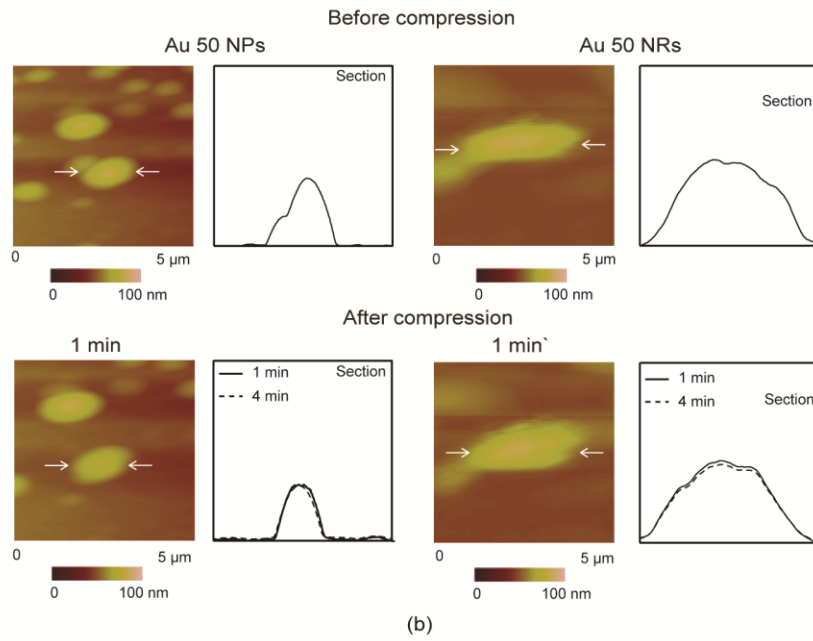 Before compression
Au 50 NPs
Au 50 NRs
Section
Section
0
5 µm
0
5 µm
0
100 nm
0
100 nm
After compression
1 min
1 min`
1 min
4 min
Section
1 min
4 min
Section
0
5 µm
0
5 µm
0
100 nm
0
100 nm
(b)